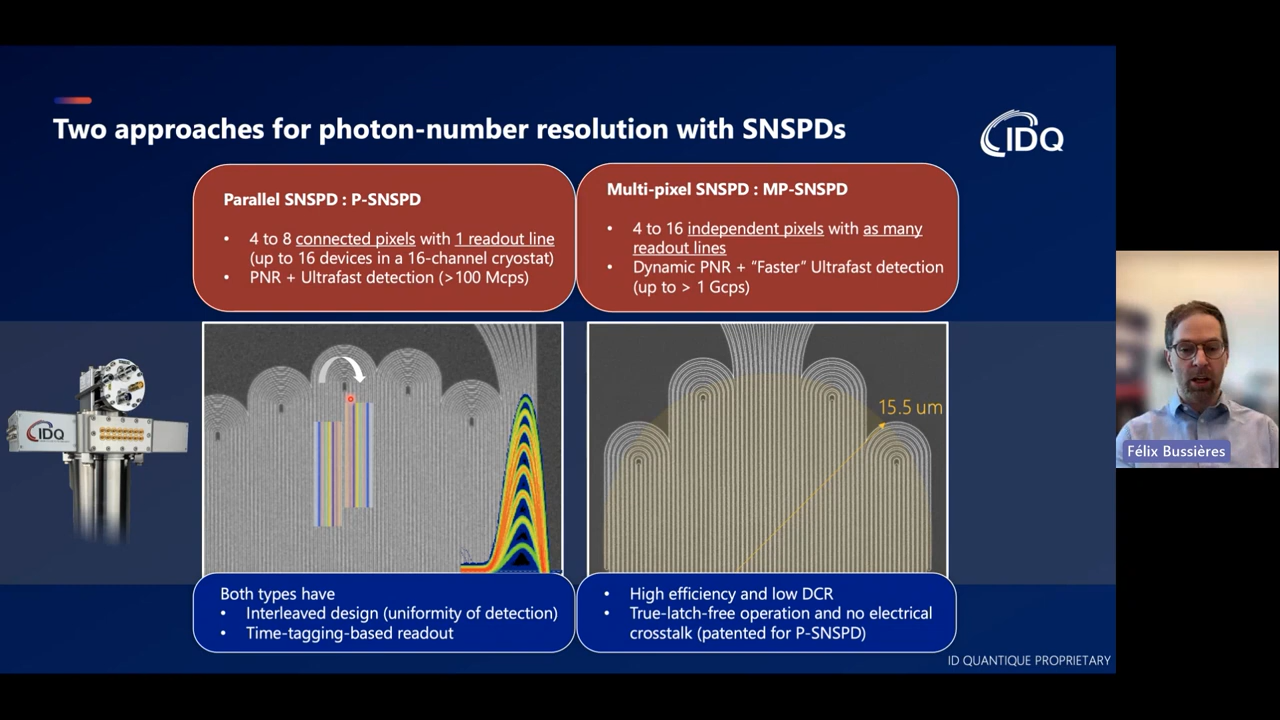 Two approaches for photon-number resolution with SNSPDs
IDQ
Parallel SNSPD : P-SNSPD
• 4 to 8 connected pixels with 1 readout line
(up to 16 devices in a 16-channel cryostat)
• PNR + Ultrafast detection (>100 Mcps)
Multi-pixel SNSPD : MP-SNSPD
• 4 to 16 independent pixels with as many
readout lines
• Dynamic PNR + “Faster” Ultrafast detection
(up to > 1 Gcps)
IDQ
15.5 um
Félix Bussières
Both types have
• Interleaved design (uniformity of detection)
• Time-tagging-based readout
• High efficiency and low DCR
• True-latch-free operation and no electrical
crosstalk (patented for P-SNSPD)
ID QUANTIQUE PROPRIETARY